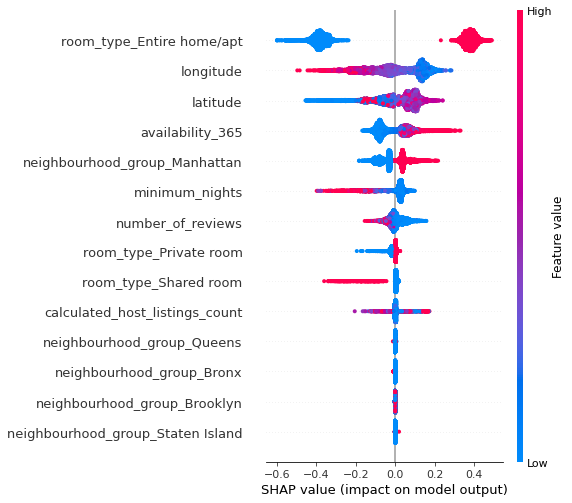 High
room_type_Entire home/apt
longitude
latitude
availability_365
neighbourhood_group_Manhattan
minimum_nights
number_of_reviews
room_type_Private room
room_type_Shared room
calculated_host_listings_count
neighbourhood_group_Queens
neighbourhood_group_Bronx
neighbourhood_group_Brooklyn
neighbourhood_group_Staten Island
Feature value
Low
−0.6 −0.4 −0.2 0.0 0.2 0.4
SHAP value (impact on model output)